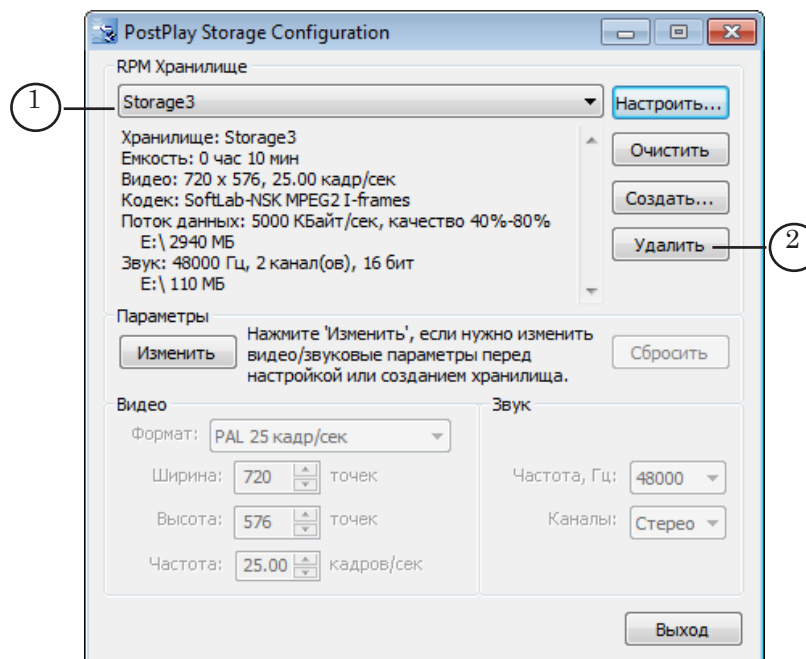 PostPlay Storage Configuration
RPM Хранилище
1
Storage3
Настроить...
Хранилище: Storage3
Емкость: 0 час 10 мин
Видео: 720 x 576, 25.00 кадр/сек
Кодек: SoftLab-NSK MPEG2 I-frames
Поток данных: 5000 КБайт/сек, качество 40%-80%
E:\ 2940 МБ
Звук: 48000 Гц, 2 канал(ов), 16 бит
E:\ 110 МБ
Очистить
Создать...
Удалить
2
Параметры
Изменить
Нажмите 'Изменить', если нужно изменить
видео/звуковые параметры перед
настройкой или созданием хранилища.
Сбросить
Видео
Формат: PAL 25 кадр/сек
Ширина: 720 точек
Высота: 576 точек
Частота: 25.00 кадров/сек
Звук
Частота, Гц: 48000
Каналы: Стерео
Выход